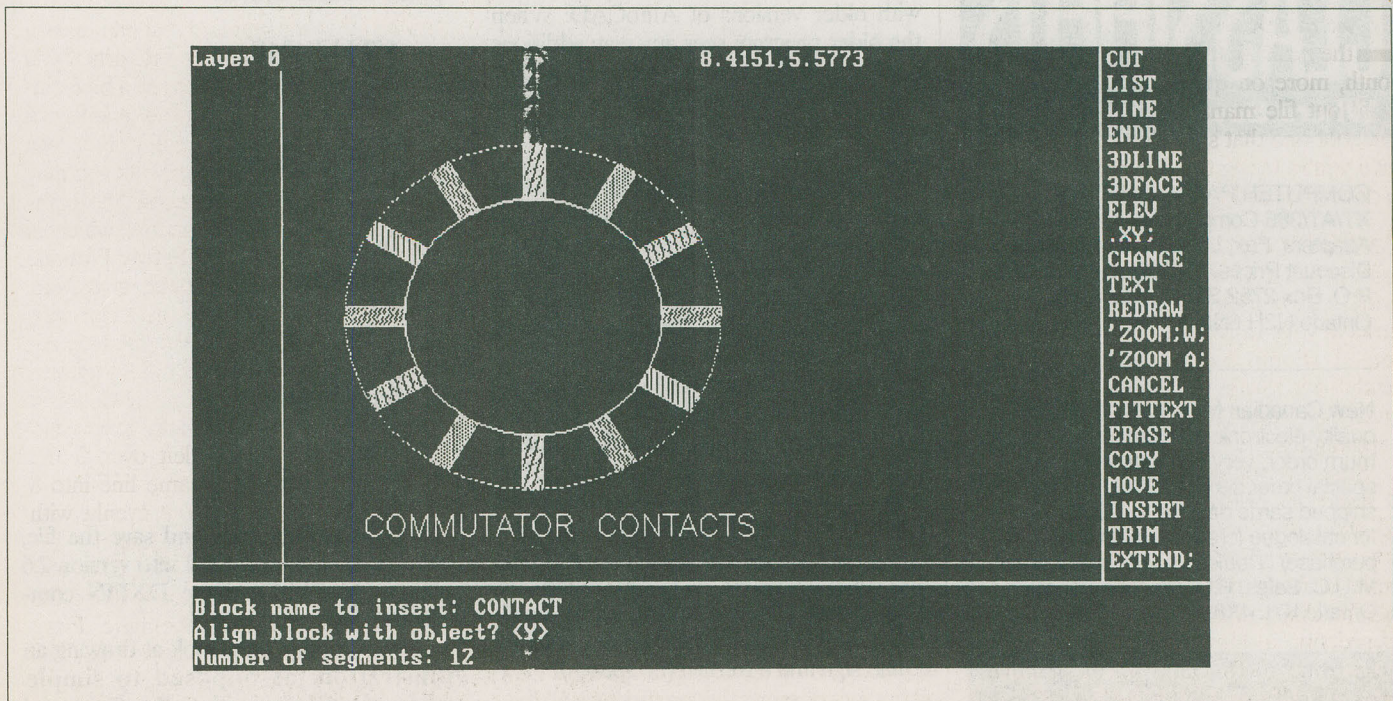 Layer 0
8.4151,5.5773
CUT
LIST
LINE
ENDP
3DLINE
3DFACE
ELEV
.XY;
CHANGE
TEXT
REDRAW
'ZOOM;W;
'ZOOM A;
CANCEL
FITTEXT
ERASE
COPY
MOVE
INSERT
TRIM
EXTEND;
COMMUTATOR CONTACTS
Block name to insert: CONTACT
Align block with object? <Y>
Number of segments: 12